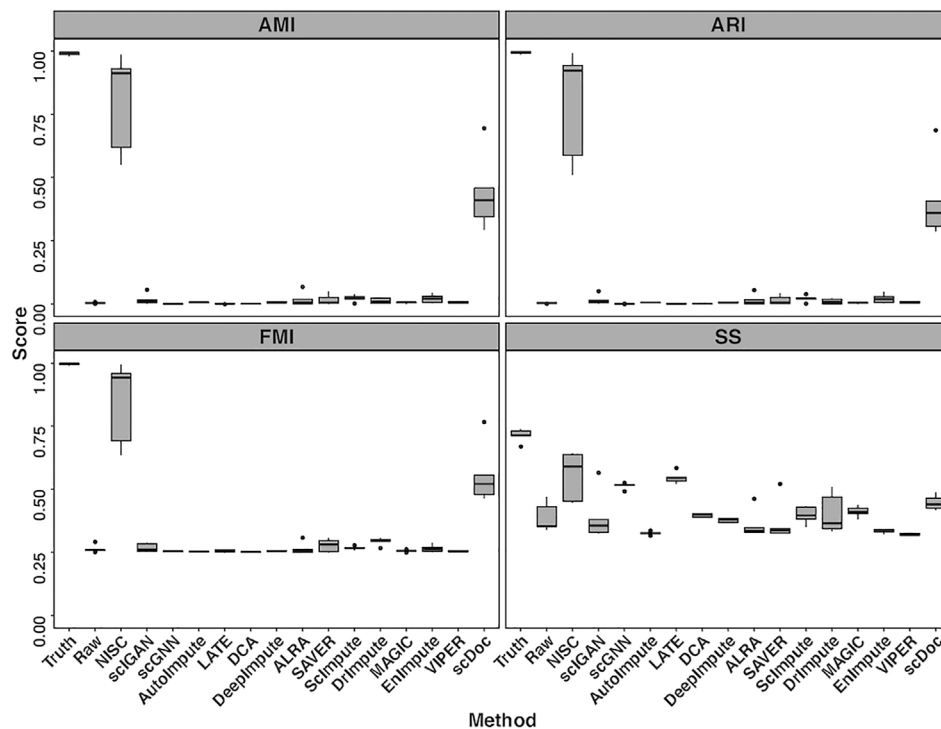 AMI
ARI
1.00
0.75
0.50
0.25
0.00
FMI
SS
Score
1.00
0.75
0.50
0.25
0.00
Truth
Raw
NISC
scIGAN
scGNN
AutoImpute
LATE
DCA
DeepImpute
ALRA
SAVER
ScImpute
DrImpute
MAGIC
EnImpute
VIPER
scDoc
Truth
Raw
NISC
scIGAN
scGNN
AutoImpute
LATE
DCA
DeepImpute
ALRA
SAVER
ScImpute
DrImpute
MAGIC
EnImpute
VIPER
scDoc
Method